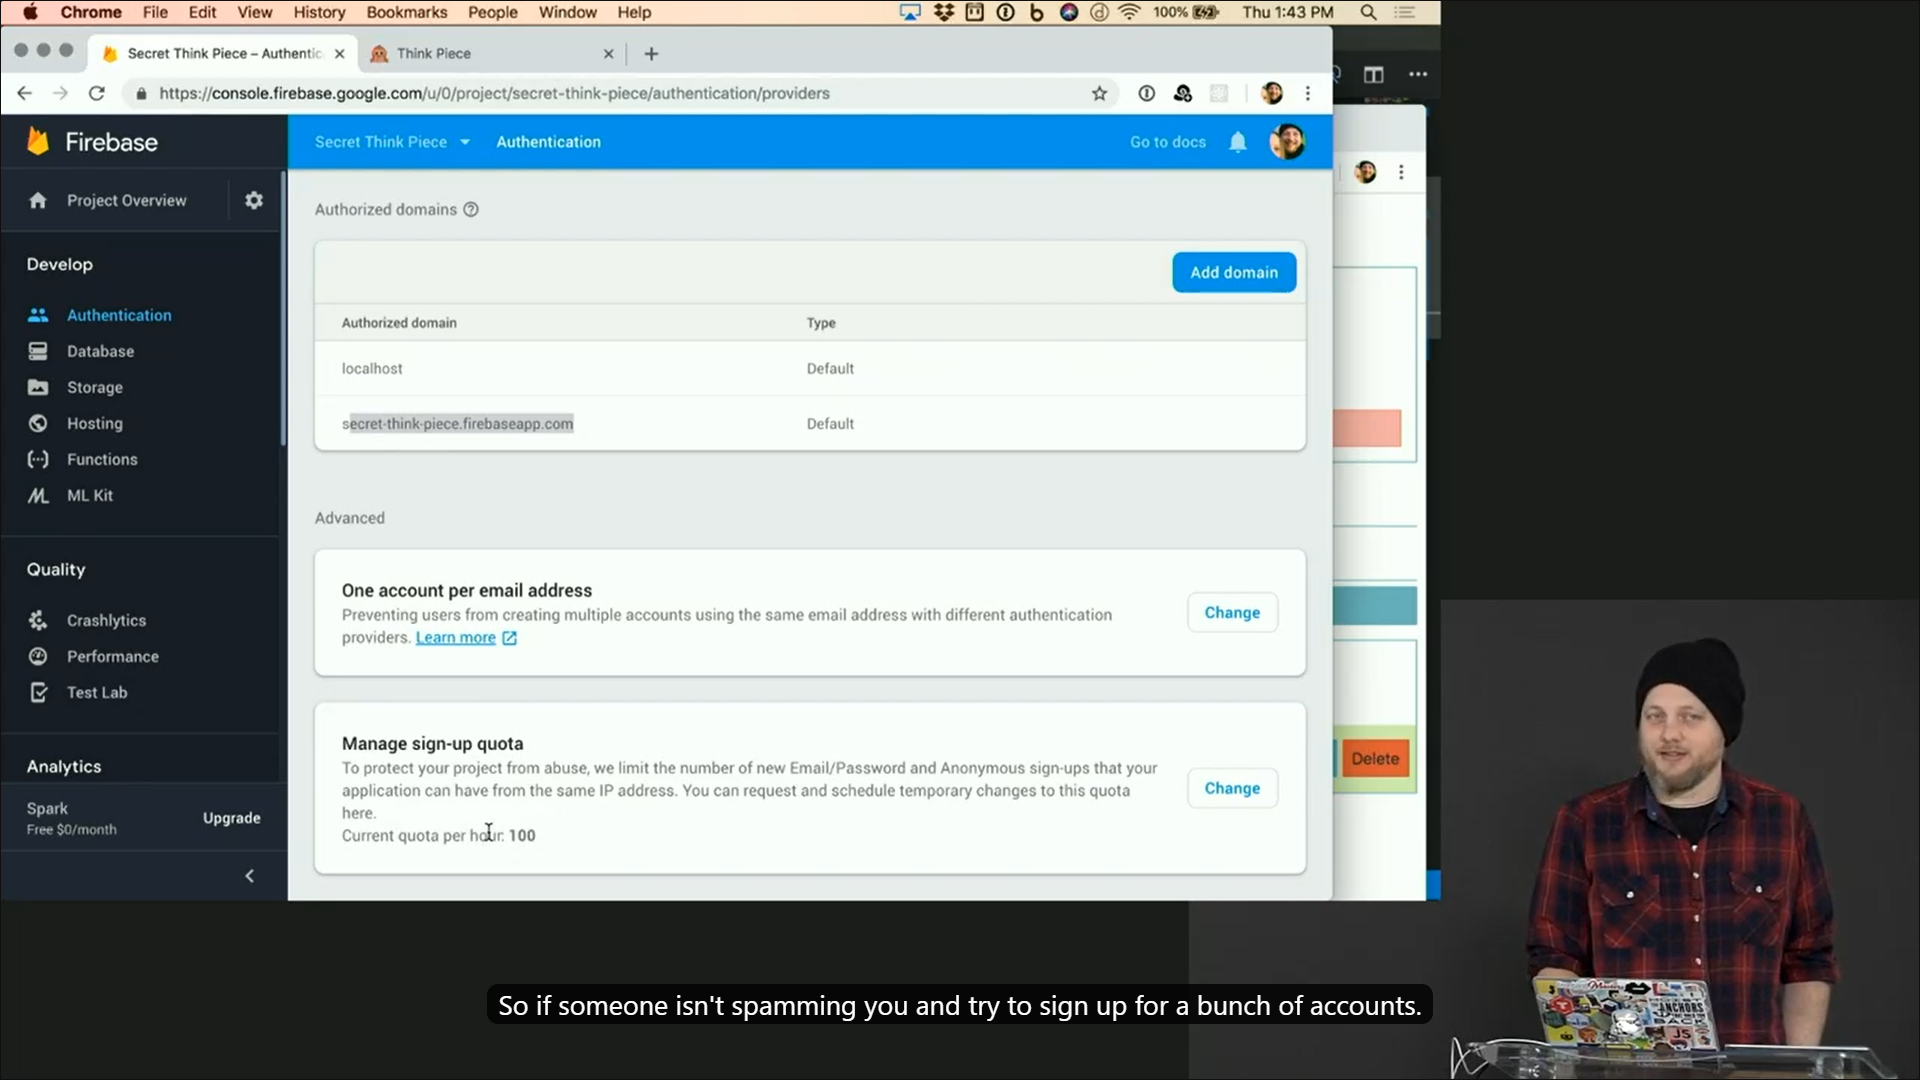 Chrome File Edit View History Bookmarks People Window Help 100% Thu 1:43 PM
Secret Think Piece – Authentic
Think Piece
https://console.firebase.google.com/u/0/project/secret-think-piece/authentication/providers
Firebase
Secret Think Piece
Authentication
Go to docs
Project Overview
Develop
Authentication
Database
Storage
Hosting
Functions
ML Kit
Quality
Crashlytics
Performance
Test Lab
Analytics
Spark
Free $0/month
Upgrade
Authorized domains
Add domain
Authorized domain Type
localhost Default
secret-think-piece.firebaseapp.com Default
Advanced
One account per email address
Preventing users from creating multiple accounts using the same email address with different authentication
providers. Learn more
Change
Manage sign-up quota
To protect your project from abuse, we limit the number of new Email/Password and Anonymous sign-ups that your
application can have from the same IP address. You can request and schedule temporary changes to this quota
here.
Current quota per hour: 100
Change
Delete
ANCHORS
BACK
JS
So if someone isn't spamming you and try to sign up for a bunch of accounts.